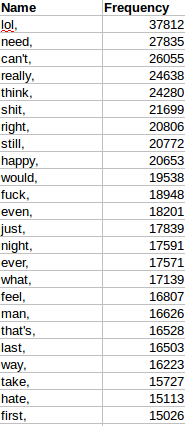 Name Frequency
lol, 37812
need, 27835
can't, 26055
really, 24638
think, 24280
shit, 21699
right, 20806
still, 20772
happy, 20653
would, 19538
fuck, 18948
even, 18201
just, 17839
night, 17591
ever, 17571
what, 17139
feel, 16807
man, 16626
that's, 16528
last, 16503
way, 16223
take, 15727
hate, 15113
first, 15026